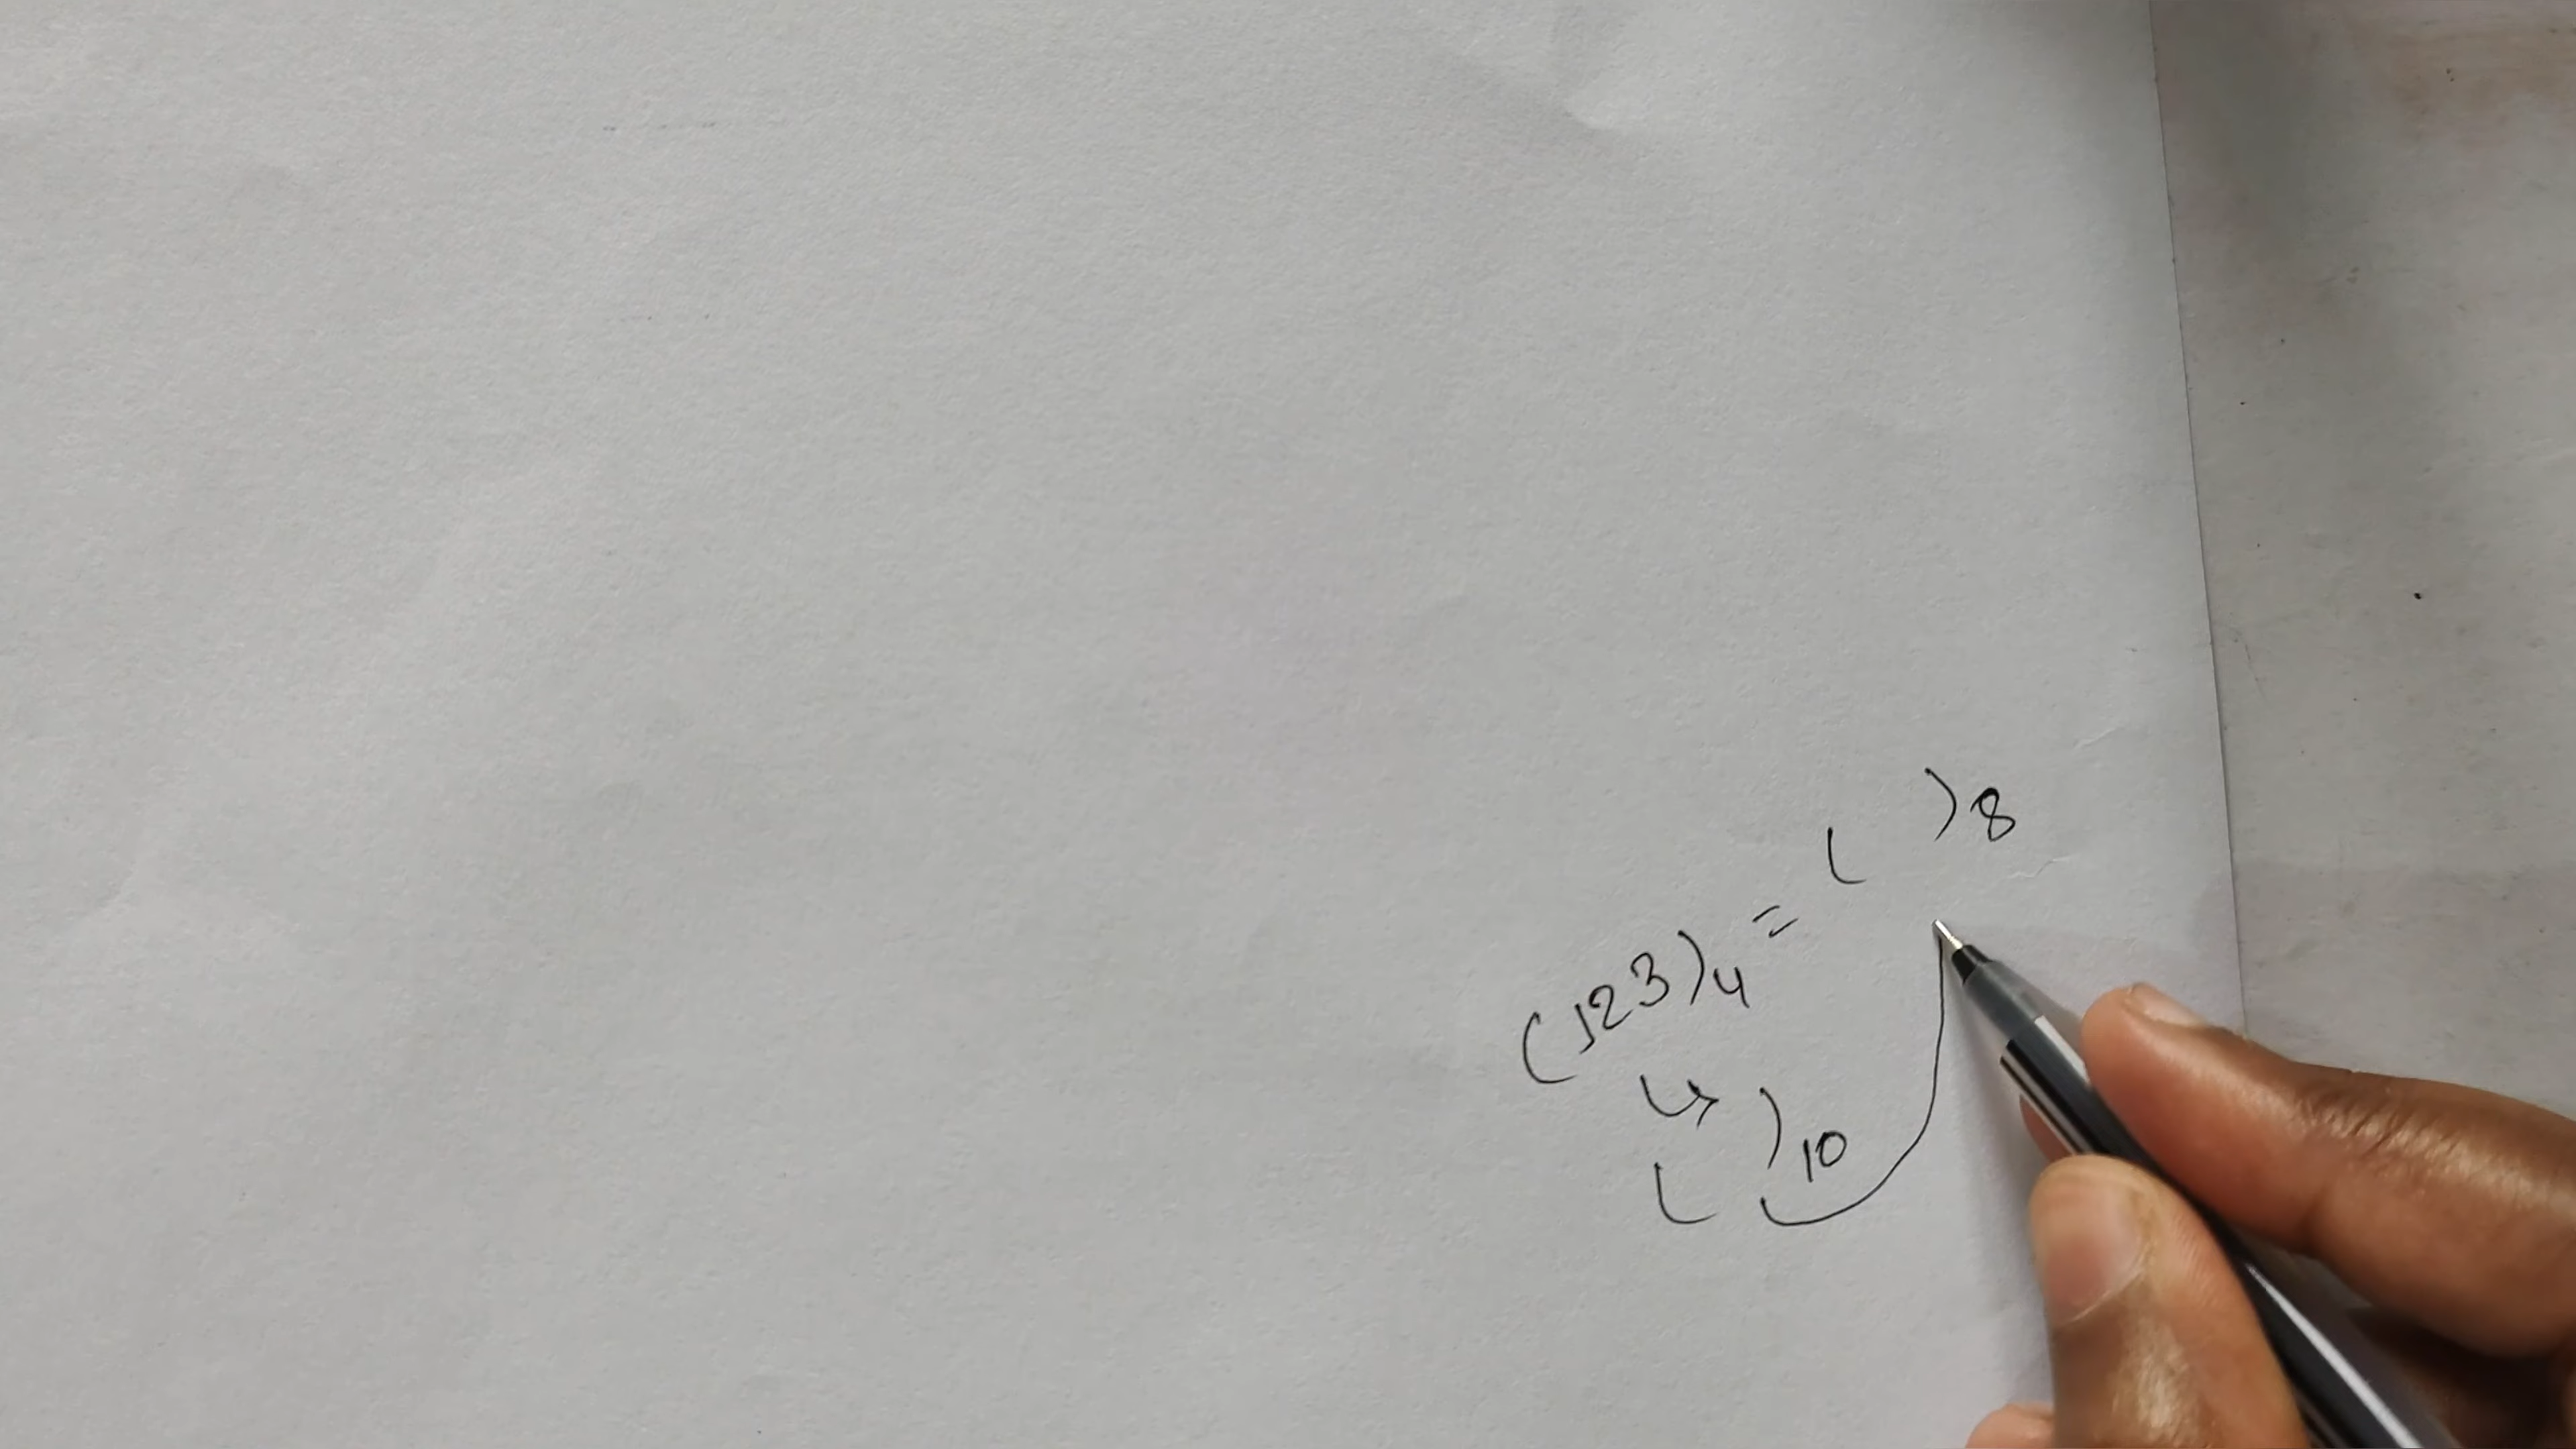 (123)₄ = ( )₈
↳
( )₁₀